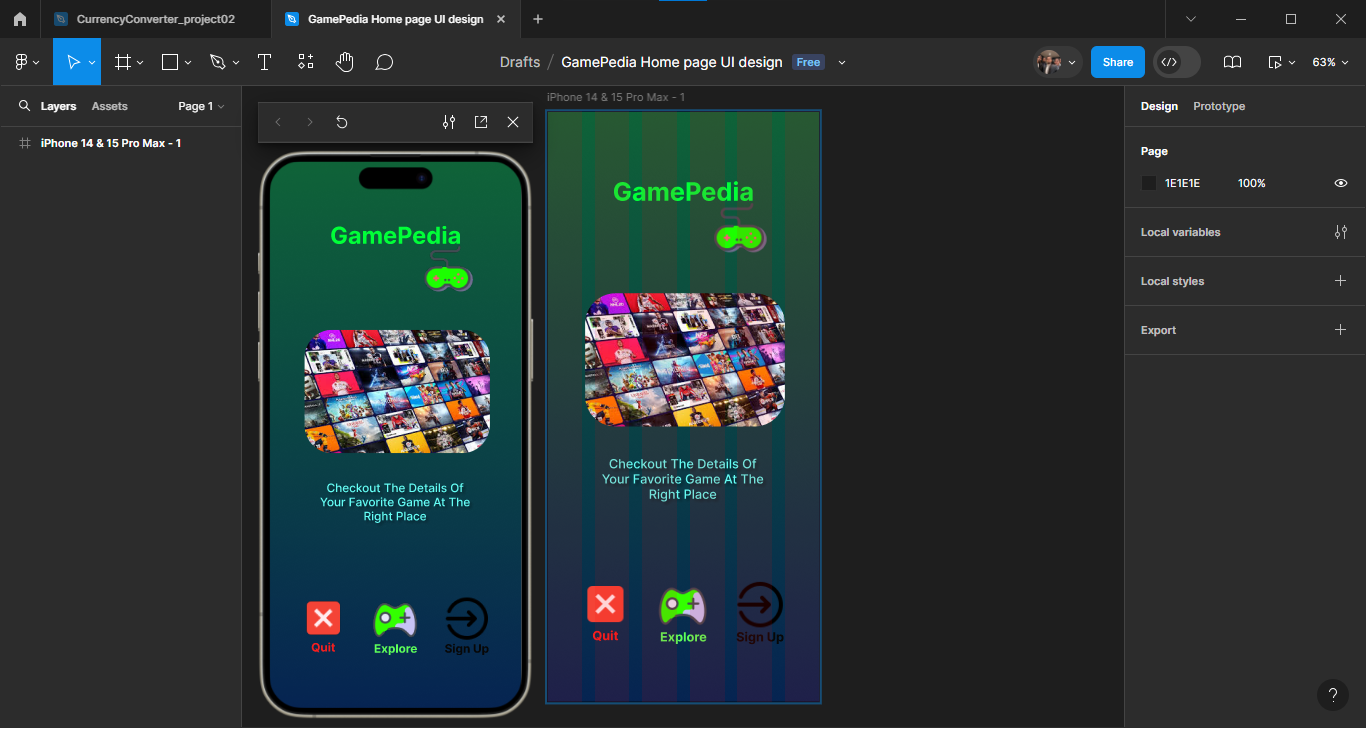 CurrencyConverter_project02
GamePedia Home page UI design
Drafts / GamePedia Home page UI design Free
Share
63%
Layers Assets Page 1
iPhone 14 & 15 Pro Max - 1
GamePedia
Checkout The Details Of
Your Favorite Game At The
Right Place
Quit Explore Sign Up
iPhone 14 & 15 Pro Max - 1
GamePedia
Checkout The Details Of
Your Favorite Game At The
Right Place
Quit Explore Sign Up
Design Prototype
Page
1E1E1E 100%
Local variables
Local styles
Export
?